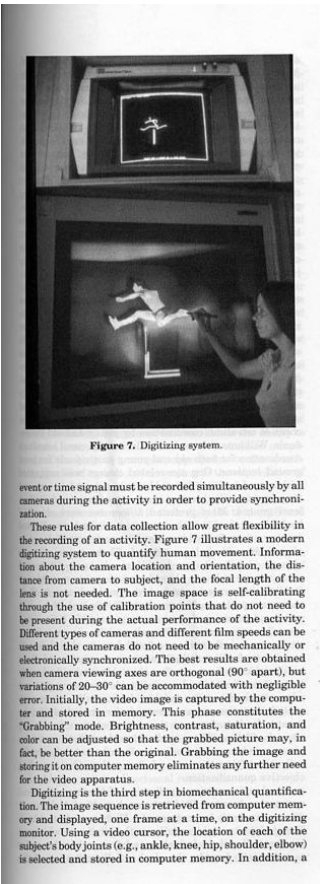 Figure 7. Digitizing system.
event or time signal must be recorded simultaneously by all
cameras during the activity in order to provide synchroni-
zation.
These rules for data collection allow great flexibility in
the recording of an activity. Figure 7 illustrates a modern
digitizing system to quantify human movement. Informa-
tion about the camera location and orientation, the dis-
tance from camera to subject, and the focal length of the
lens is not needed. The image space is self-calibrating
through the use of calibration points that do not need to
be present during the actual performance of the activity.
Different types of cameras and different film speeds can be
used and the cameras do not need to be mechanically or
electronically synchronized. The best results are obtained
when camera viewing axes are orthogonal (90° apart), but
variations of 20–30° can be accommodated with negligible
error. Initially, the video image is captured by the compu-
ter and stored in memory. This phase constitutes the
"Grabbing" mode. Brightness, contrast, saturation, and
color can be adjusted so that the grabbed picture may, in
fact, be better than the original. Grabbing the image and
storing it on computer memory eliminates any further need
for the video apparatus.
Digitizing is the third step in biomechanical quantifica-
tion. The image sequence is retrieved from computer mem-
ory and displayed, one frame at a time, on the digitizing
monitor. Using a video cursor, the location of each of the
subject's body joints (e.g., ankle, knee, hip, shoulder, elbow)
is selected and stored in computer memory. In addition, a